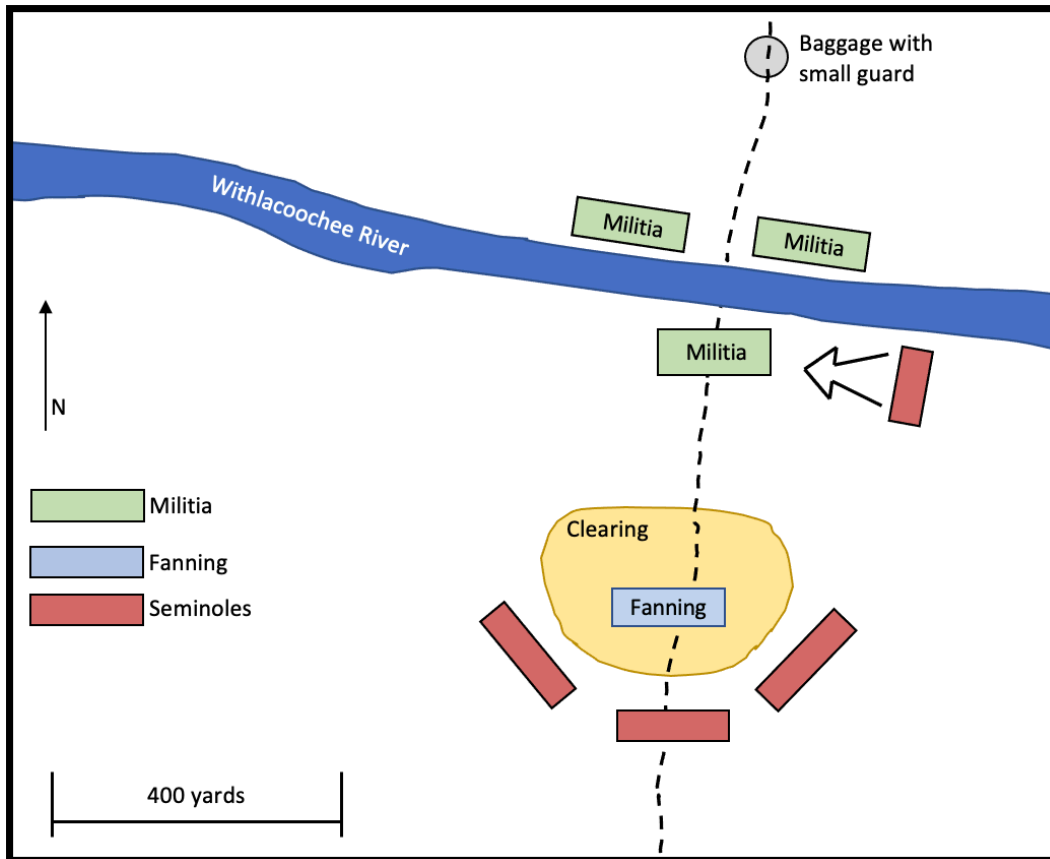 Baggage with
small guard
Withlacoochee River
Militia
Militia
Militia
N
Militia
Clearing
Fanning
Fanning
Seminoles
400 yards